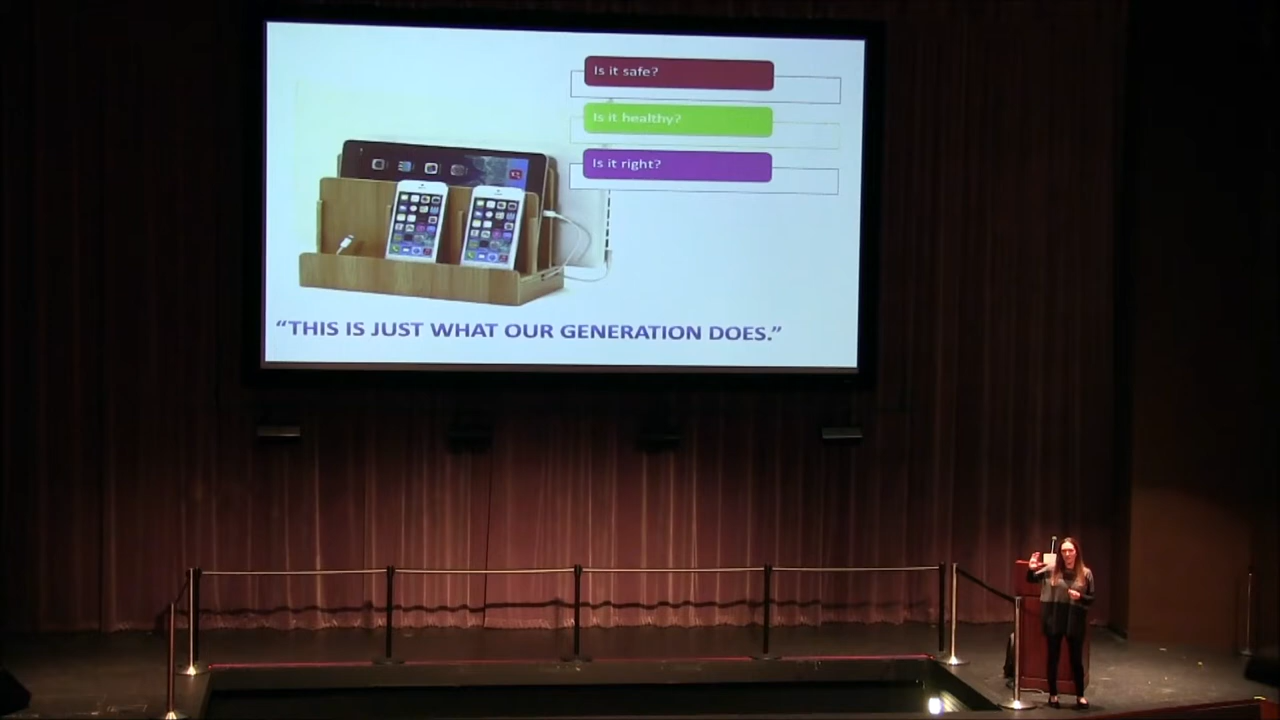 Is it safe?
Is it healthy?
Is it right?
“THIS IS JUST WHAT OUR GENERATION DOES.”